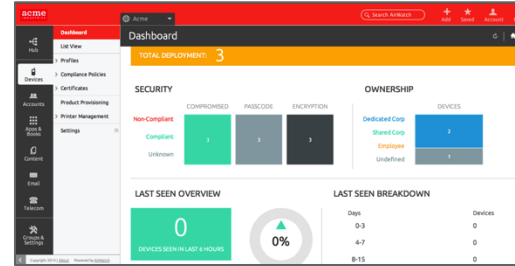 acme
Acme
Search AirWatch
Add
Saved
Account
Hub
Devices
Accounts
Apps & Books
Content
Email
Telecom
Groups & Settings
Dashboard
List View
Profiles
Compliance Policies
Certificates
Product Provisioning
Printer Management
Settings
Dashboard
TOTAL DEPLOYMENT: 3
SECURITY
COMPROMISED PASSCODE ENCRYPTION
Non-Compliant
Compliant
Unknown
3 3 3
OWNERSHIP
DEVICES
Dedicated Corp
Shared Corp
Employee
Undefined
2
1
LAST SEEN OVERVIEW
0
DEVICES SEEN IN LAST 6 HOURS
0%
LAST SEEN BREAKDOWN
Days Devices
0-3 0
4-7 0
8-15 0